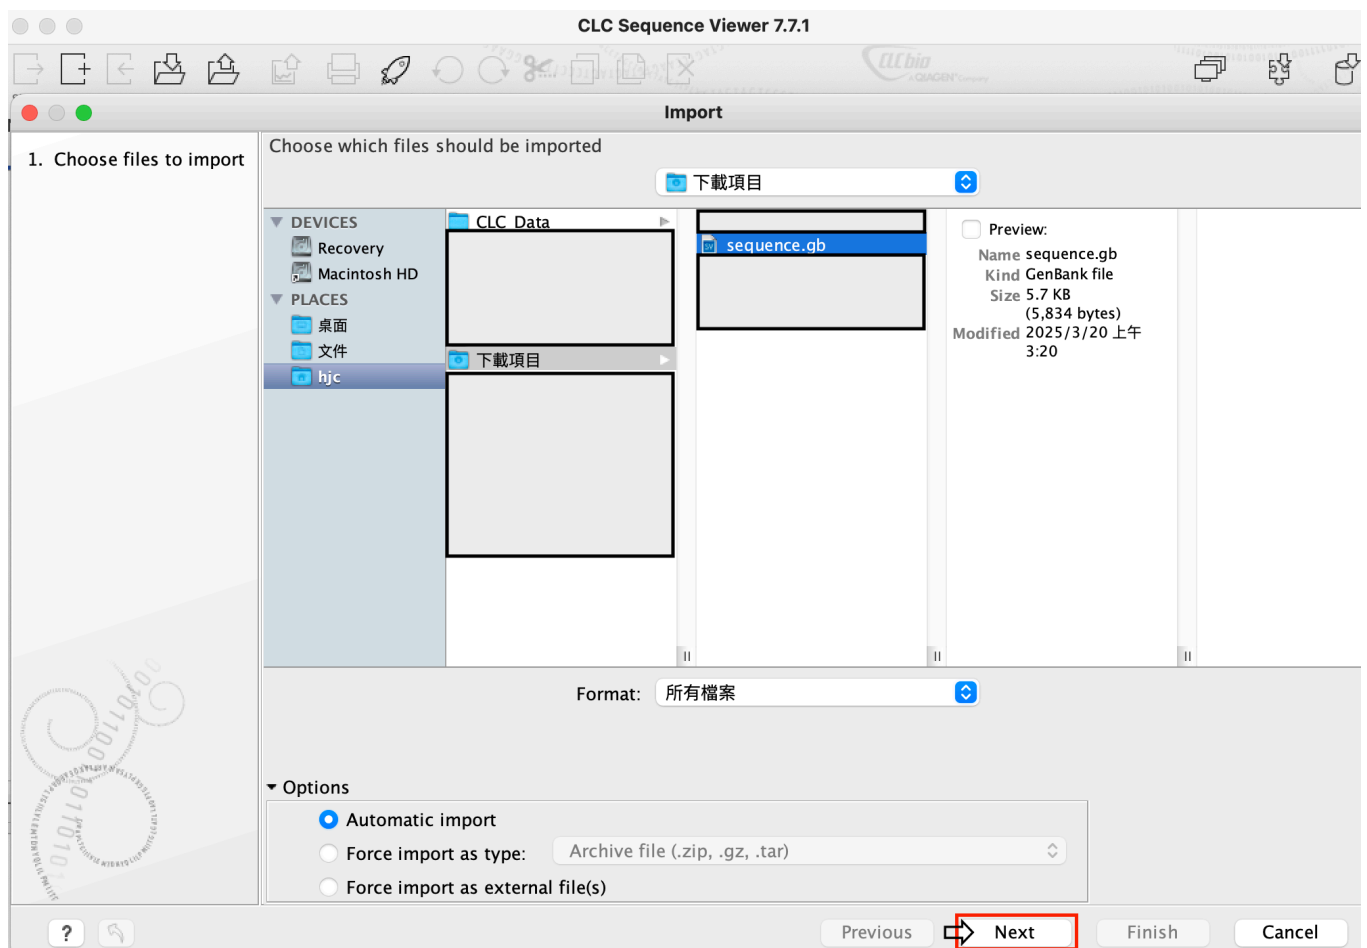 CLC Sequence Viewer 7.7.1
CLC bio
A QIAGEN Company
Import
1. Choose files to import
Choose which files should be imported
下載項目
DEVICES
Recovery
Macintosh HD
PLACES
桌面
文件
hjc
CLC_Data
下載項目
sequence.gb
Preview:
Name sequence.gb
Kind GenBank file
Size 5.7 KB
(5,834 bytes)
Modified 2025/3/20 上午
3:20
Format: 所有檔案
Options
Automatic import
Force import as type: Archive file (.zip, .gz, .tar)
Force import as external file(s)
? Previous Next Finish Cancel